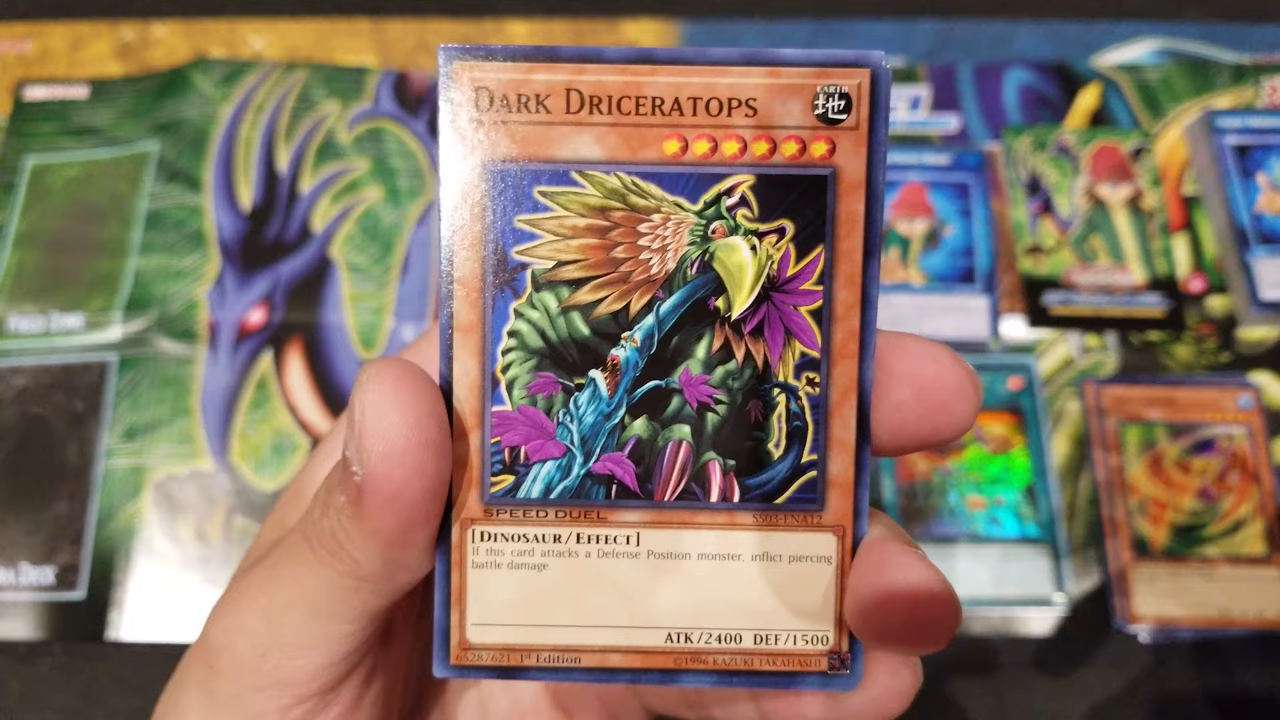 DARK DRICERATOPS
EARTH
地
SPEED DUEL
SS03-ENA12
[DINOSAUR/EFFECT]
If this card attacks a Defense Position monster, inflict piercing
battle damage.
ATK/2400 DEF/1500
65287621 1st Edition
©1996 KAZUKI TAKAHASHI
DECK